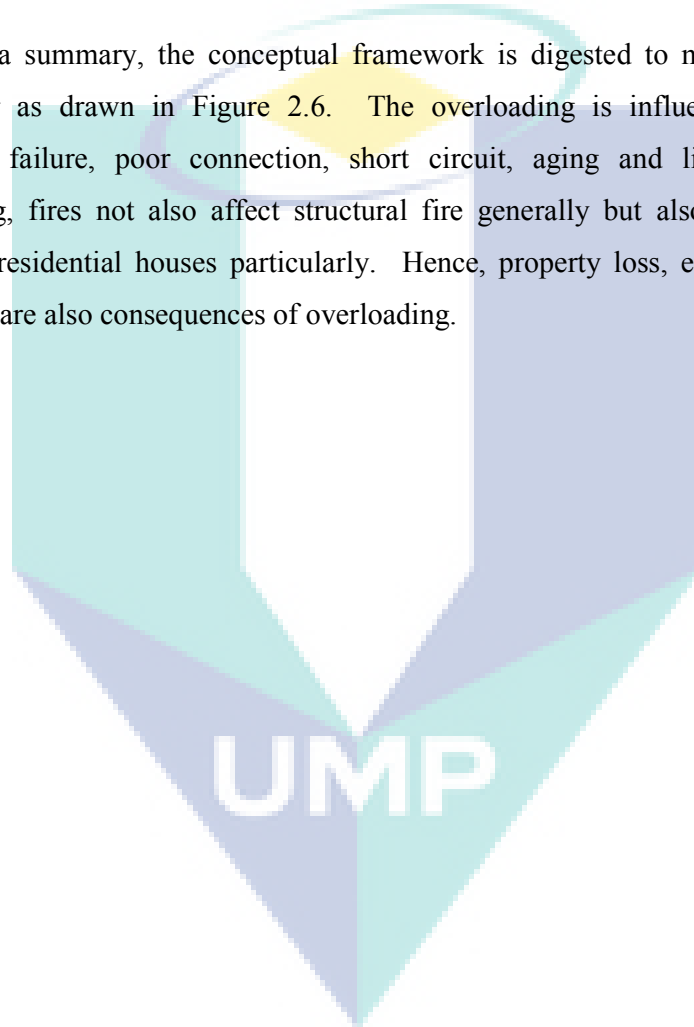 a summary, the conceptual framework is digested to
as drawn in Figure 2.6. The overloading is
failure, poor connection, short circuit, aging and
fires not also affect structural fire generally but also
residential houses particularly. Hence, property loss,
are also consequences of overloading.
UMP